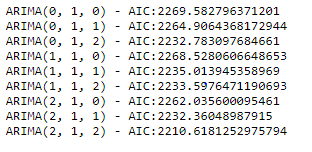 ARIMA(0, 1, 0) - AIC:2269.582796371201
ARIMA(0, 1, 1) - AIC:2264.9064368172944
ARIMA(0, 1, 2) - AIC:2232.783097684661
ARIMA(1, 1, 0) - AIC:2268.5280606648653
ARIMA(1, 1, 1) - AIC:2235.013945358969
ARIMA(1, 1, 2) - AIC:2233.5976471190693
ARIMA(2, 1, 0) - AIC:2262.035600095461
ARIMA(2, 1, 1) - AIC:2232.36048987915
ARIMA(2, 1, 2) - AIC:2210.6181252975794